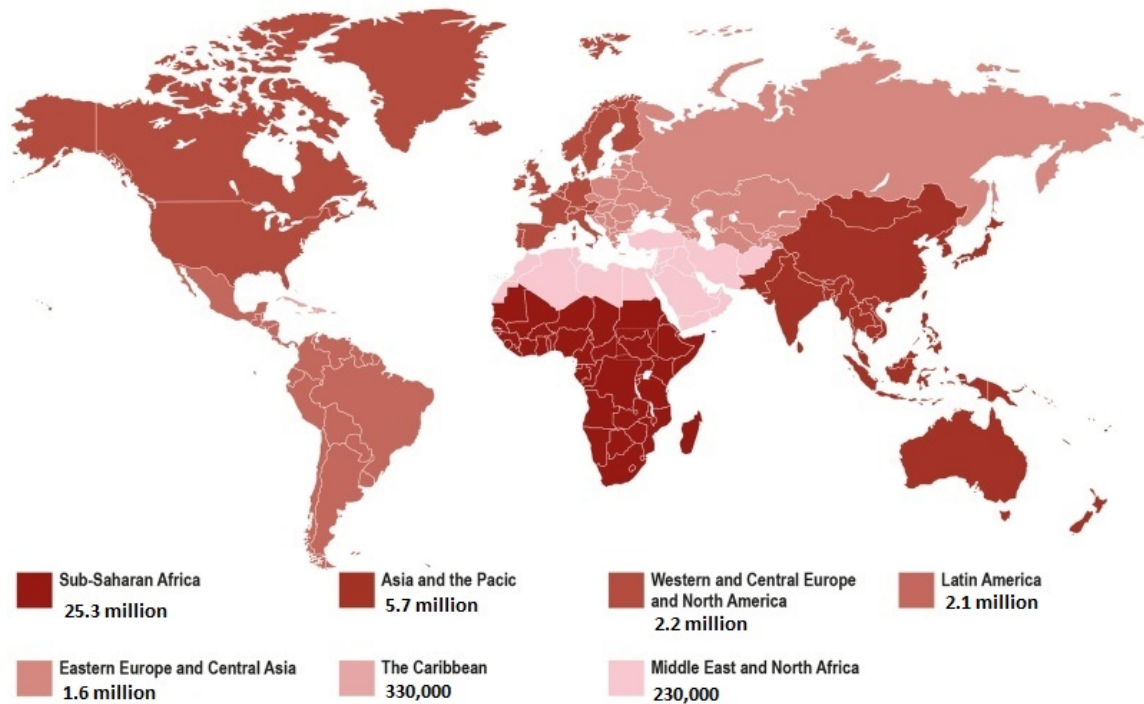 Sub-Saharan Africa
25.3 million
Asia and the Pacic
5.7 million
Western and Central Europe
and North America
2.2 million
Latin America
2.1 million
Eastern Europe and Central Asia
1.6 million
The Caribbean
330,000
Middle East and North Africa
230,000